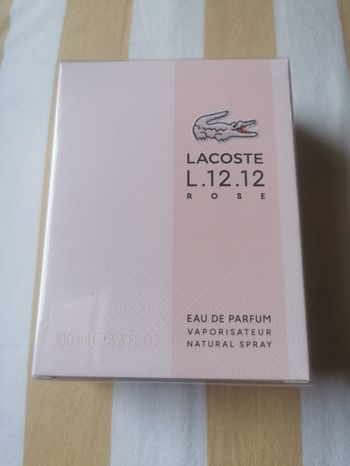 LACOSTE
L.12.12
ROSE
EAU DE PARFUM
VAPORISATEUR
NATURAL SPRAY
100 ml ℮ 3.3 FL.OZ